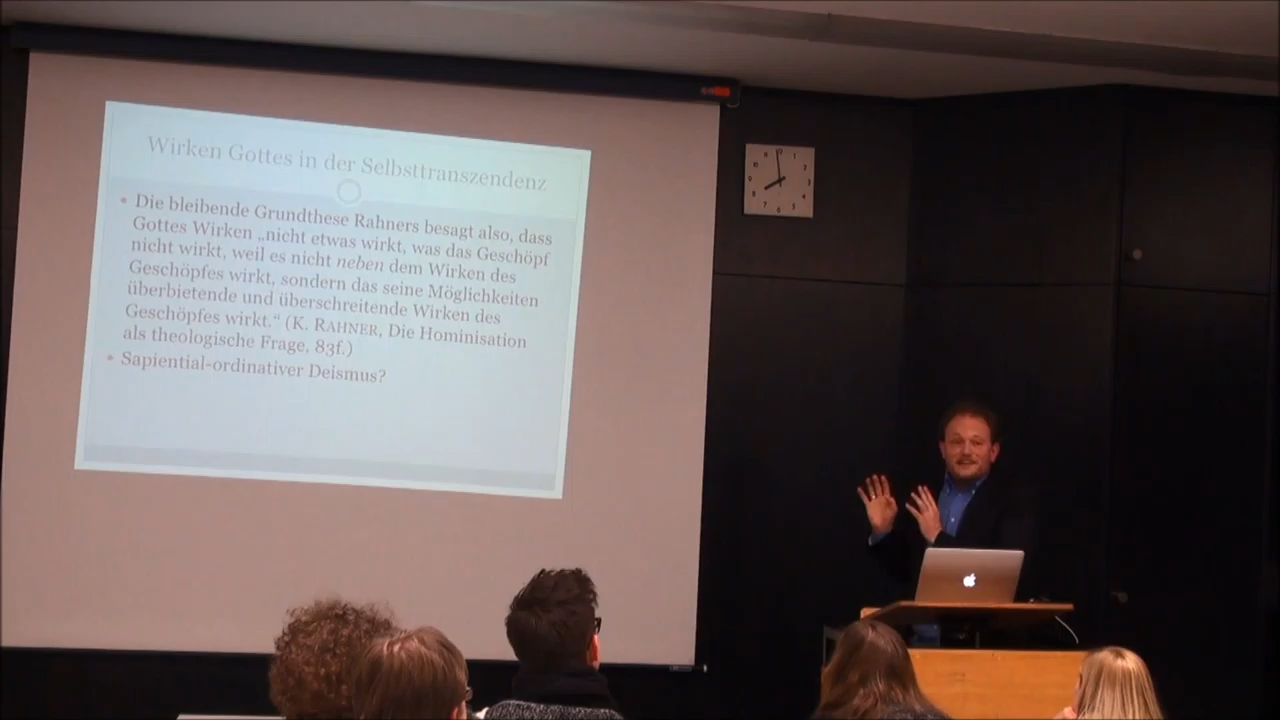 Wirken Gottes in der Selbsttranszendenz
Die bleibende Grundthese Rahners besagt also, dass
Gottes Wirken „nicht etwas wirkt, was das Geschöpf
nicht wirkt, weil es nicht neben dem Wirken des
Geschöpfes wirkt, sondern das seine Möglichkeiten
überbietende und überschreitende Wirken des
Geschöpfes wirkt.“ (K. RAHNER, Die Hominisation
als theologische Frage, 83f.)
Sapiential-ordinativer Deismus?